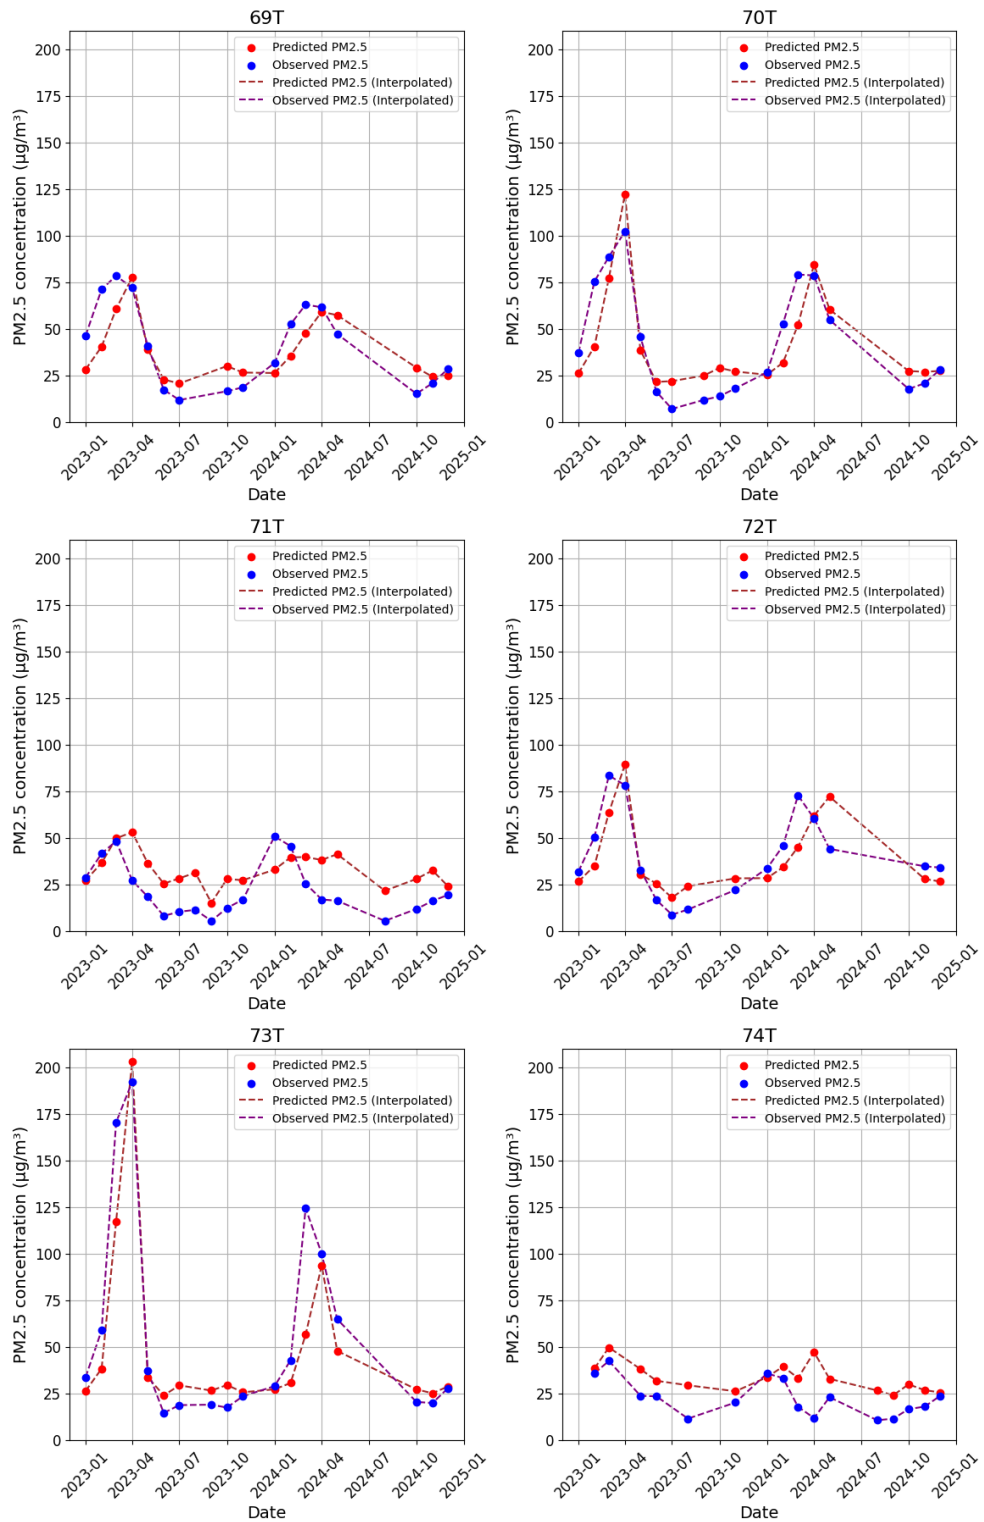 69T
Predicted PM2.5
Observed PM2.5
Predicted PM2.5 (Interpolated)
Observed PM2.5 (Interpolated)
PM2.5 concentration (μg/m³)
200
175
150
125
100
75
50
25
0
2023-01
2023-04
2023-07
2023-10
2024-01
2024-04
2024-07
2024-10
2025-01
Date
70T
Predicted PM2.5
Observed PM2.5
Predicted PM2.5 (Interpolated)
Observed PM2.5 (Interpolated)
PM2.5 concentration (μg/m³)
200
175
150
125
100
75
50
25
0
2023-01
2023-04
2023-07
2023-10
2024-01
2024-04
2024-07
2024-10
2025-01
Date
71T
Predicted PM2.5
Observed PM2.5
Predicted PM2.5 (Interpolated)
Observed PM2.5 (Interpolated)
PM2.5 concentration (μg/m³)
200
175
150
125
100
75
50
25
0
2023-01
2023-04
2023-07
2023-10
2024-01
2024-04
2024-07
2024-10
2025-01
Date
72T
Predicted PM2.5
Observed PM2.5
Predicted PM2.5 (Interpolated)
Observed PM2.5 (Interpolated)
PM2.5 concentration (μg/m³)
200
175
150
125
100
75
50
25
0
2023-01
2023-04
2023-07
2023-10
2024-01
2024-04
2024-07
2024-10
2025-01
Date
73T
Predicted PM2.5
Observed PM2.5
Predicted PM2.5 (Interpolated)
Observed PM2.5 (Interpolated)
PM2.5 concentration (μg/m³)
200
175
150
125
100
75
50
25
0
2023-01
2023-04
2023-07
2023-10
2024-01
2024-04
2024-07
2024-10
2025-01
Date
74T
Predicted PM2.5
Observed PM2.5
Predicted PM2.5 (Interpolated)
Observed PM2.5 (Interpolated)
PM2.5 concentration (μg/m³)
200
175
150
125
100
75
50
25
0
2023-01
2023-04
2023-07
2023-10
2024-01
2024-04
2024-07
2024-10
2025-01
Date